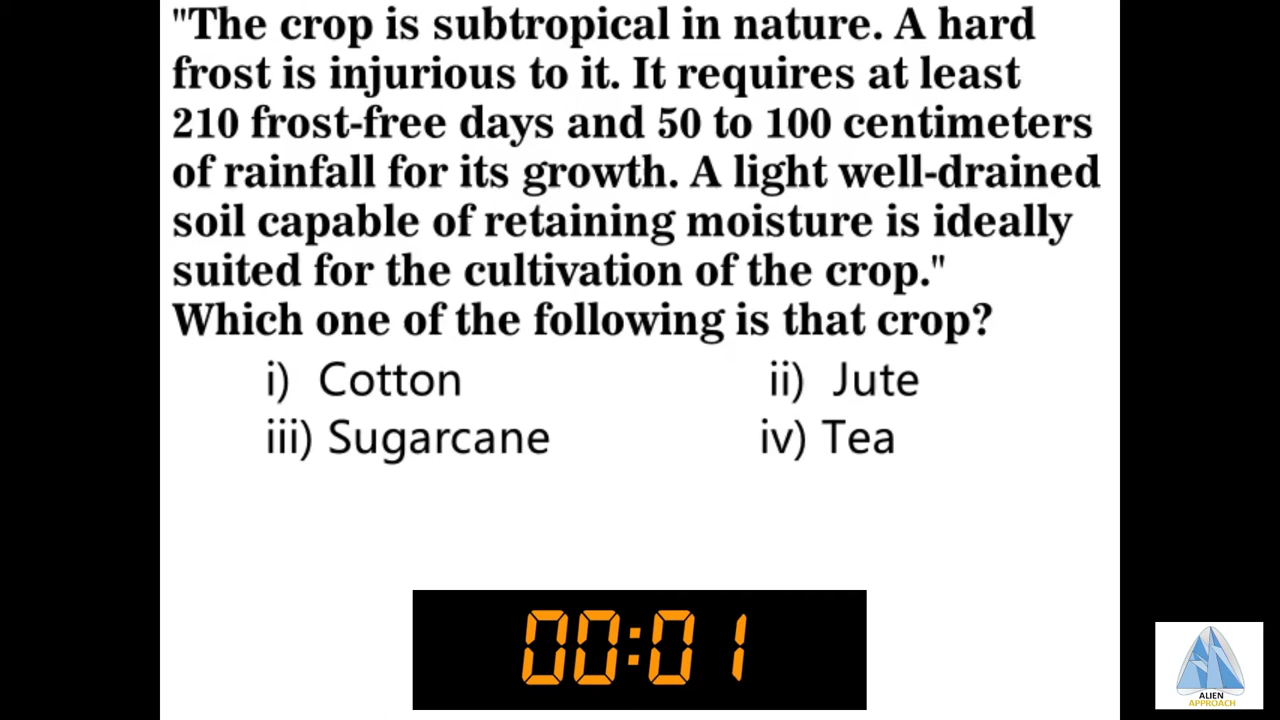 "The crop is subtropical in nature. A hard
frost is injurious to it. It requires at least
210 frost-free days and 50 to 100 centimeters
of rainfall for its growth. A light well-drained
soil capable of retaining moisture is ideally
suited for the cultivation of the crop."
Which one of the following is that crop?
i) Cotton ii) Jute
iii) Sugarcane iv) Tea
00:01
ALIEN
APPROACH